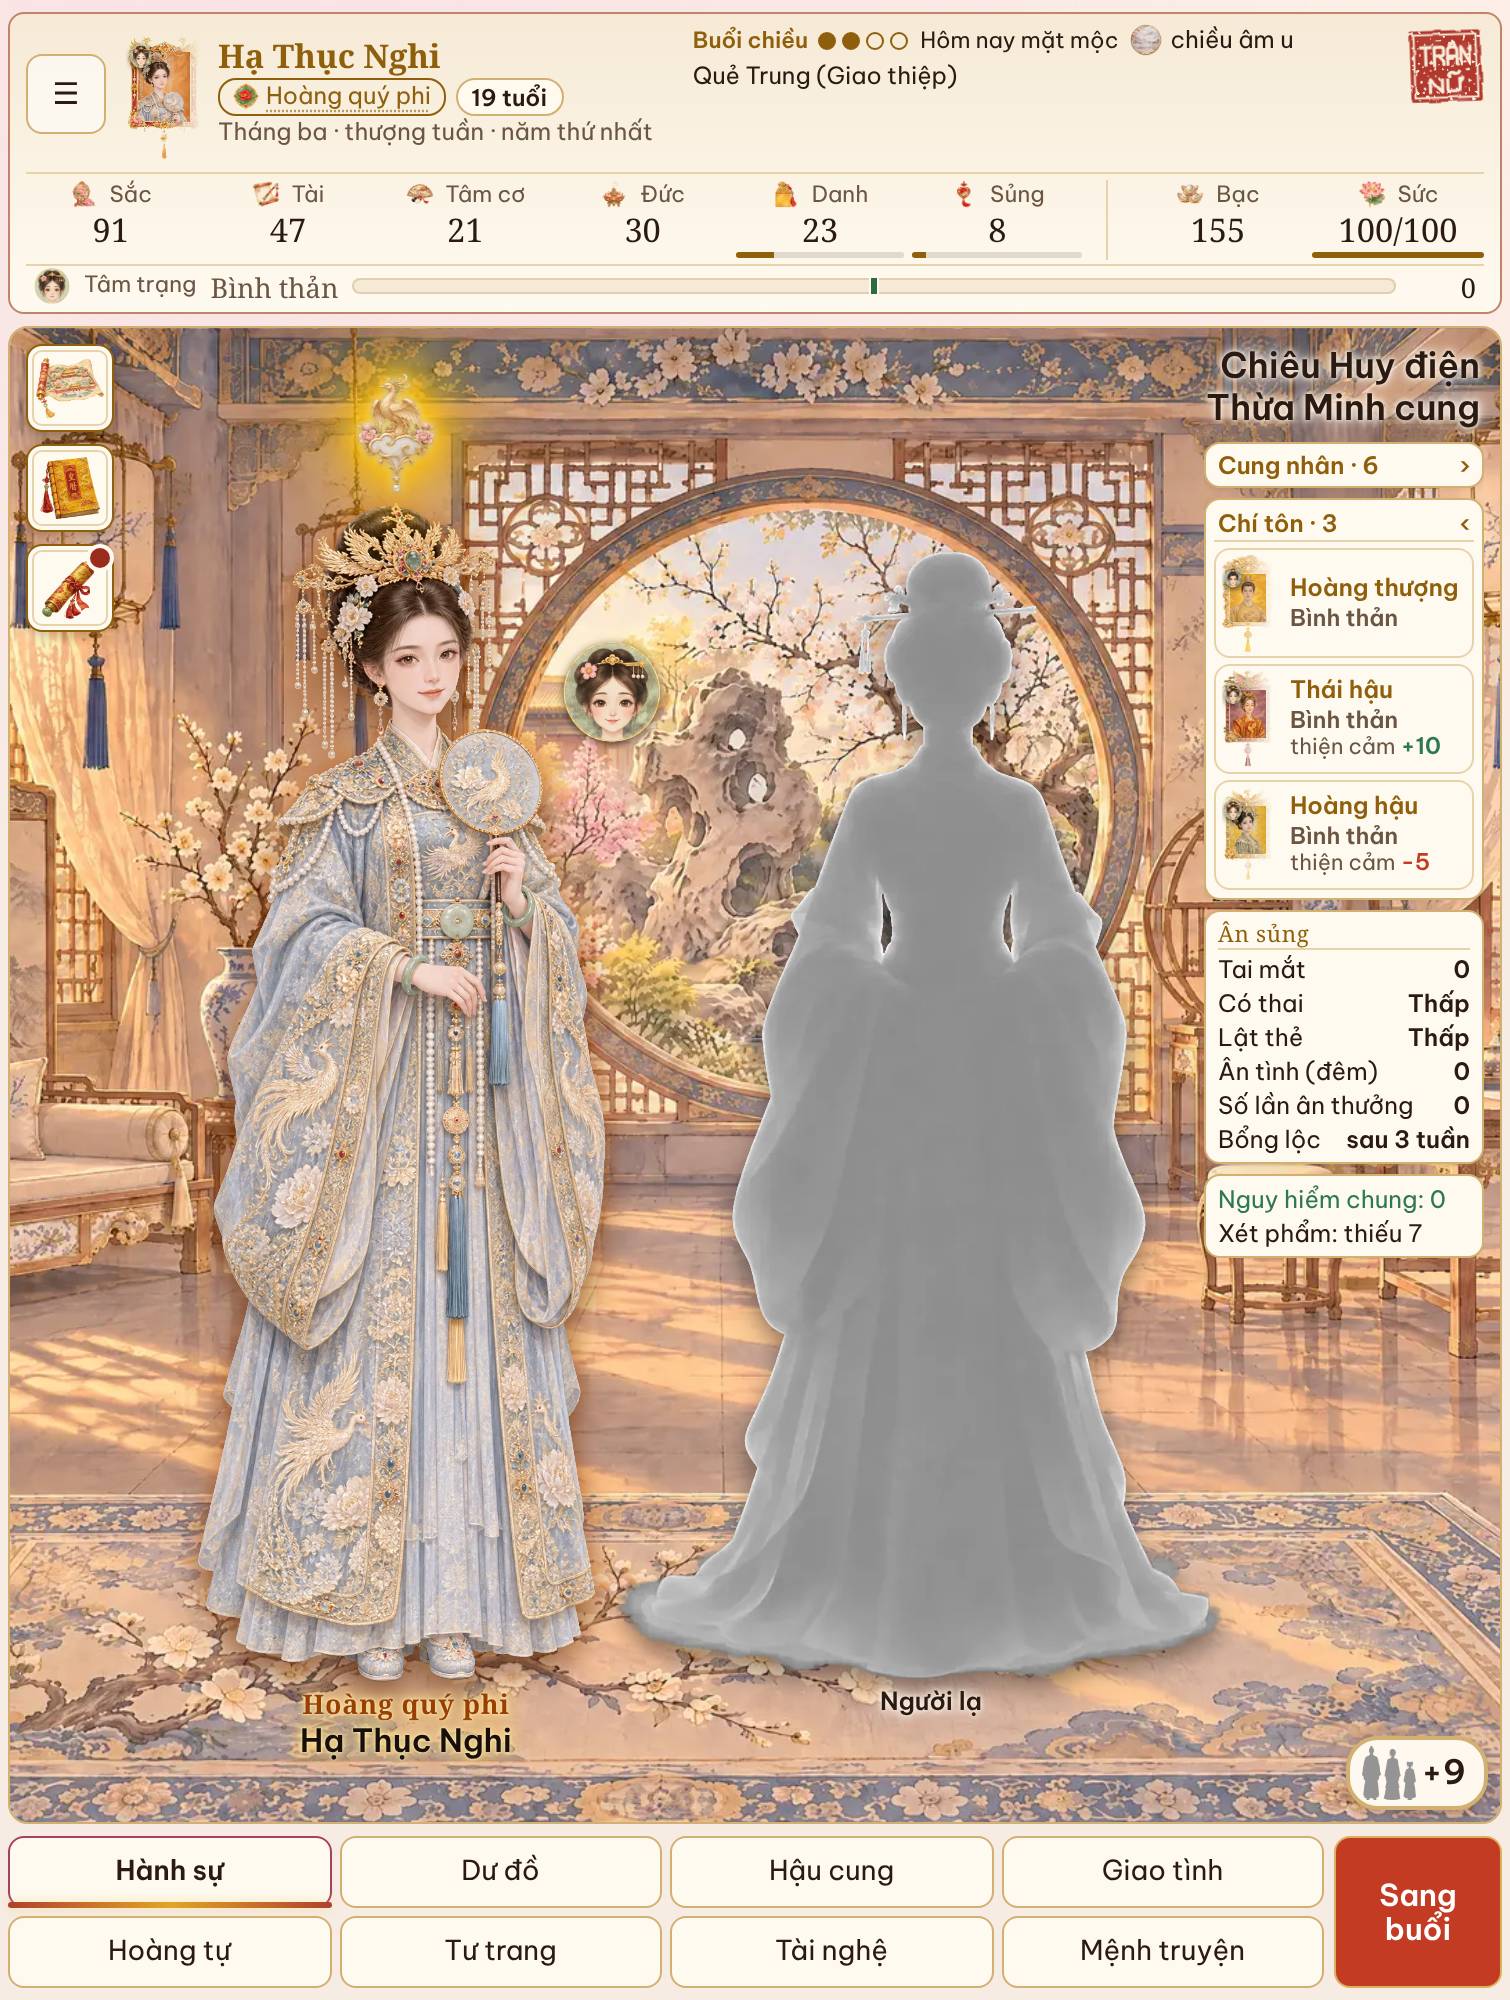 Hạ Thục Nghi
Hoàng quý phi 19 tuổi
Tháng ba · thượng tuần · năm thứ nhất
Buổi chiều Hôm nay mặt mộc chiều âm u
Quẻ Trung (Giao thiệp)
TRÂN
NỮ
Sắc Tài Tâm cơ Đức Danh Sủng Bạc Sức
91 47 21 30 23 8 155 100/100
Tâm trạng Bình thản 0
Chiêu Huy điện
Thừa Minh cung
Cung nhân · 6 ›
Chí tôn · 3 ‹
Hoàng thượng
Bình thản
Thái hậu
Bình thản
thiện cảm +10
Hoàng hậu
Bình thản
thiện cảm -5
Ân sủng
Tai mắt 0
Có thai Thấp
Lật thẻ Thấp
Ân tình (đêm) 0
Số lần ân thưởng 0
Bổng lộc sau 3 tuần
Nguy hiểm chung: 0
Xét phẩm: thiếu 7
Hoàng quý phi
Hạ Thục Nghi
Người lạ
+9
Hành sự Dư đồ Hậu cung Giao tình
Sang
buổi
Hoàng tự Tư trang Tài nghệ Mệnh truyện